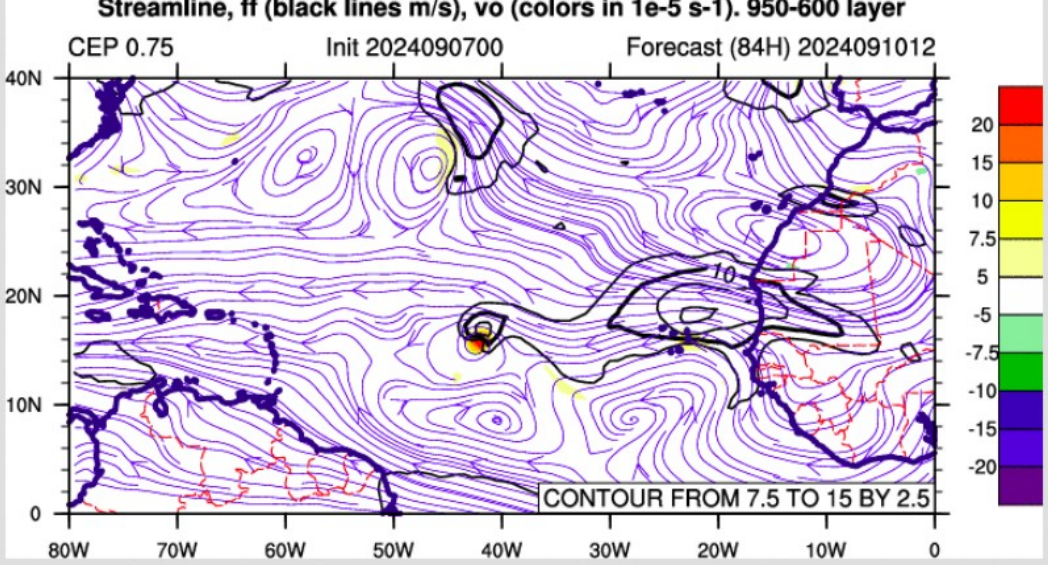 Streamline, ff (black lines m/s), vo (colors in 1e-5 s-1). 950-600 layer
CEP 0.75 Init 2024090700 Forecast (84H) 2024091012
40N
30N
20N
10N
0
10
20
15
10
7.5
5
-5
-7.5
-10
-15
-20
CONTOUR FROM 7.5 TO 15 BY 2.5
80W 70W 60W 50W 40W 30W 20W 10W 0